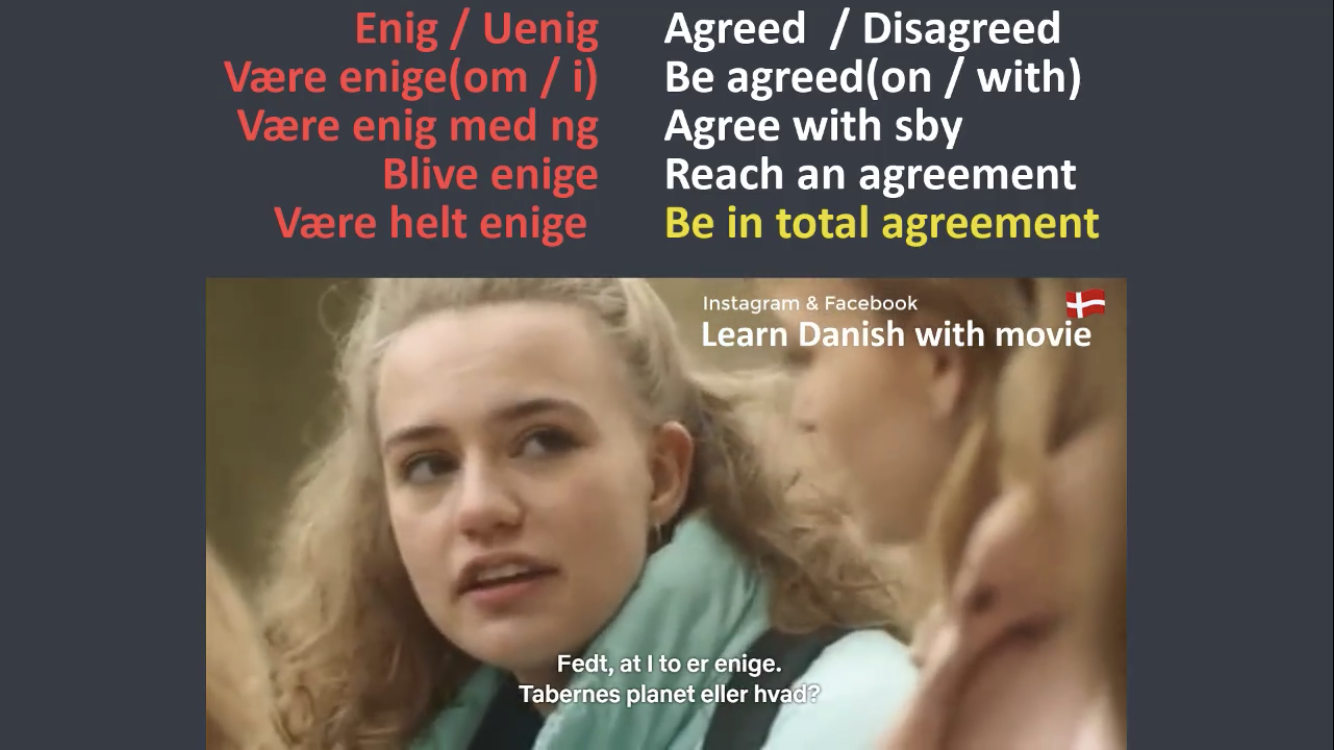 Enig / Uenig Agreed / Disagreed
Være enige(om / i) Be agreed(on / with)
Være enig med ng Agree with sby
Blive enige Reach an agreement
Være helt enige Be in total agreement
Instagram & Facebook
Learn Danish with movie
Fedt, at I to er enige.
Tabernes planet eller hvad?